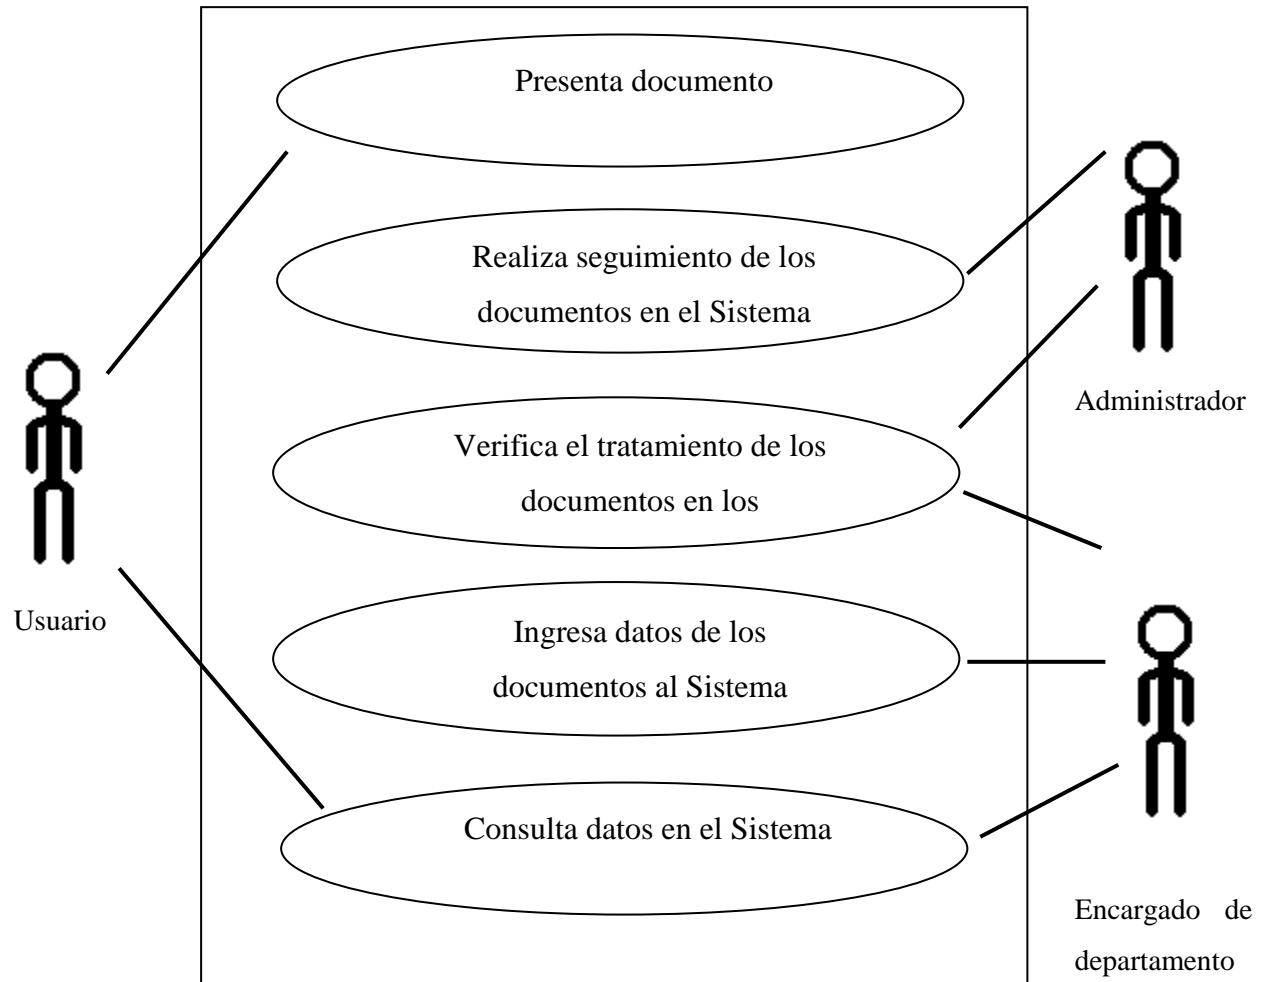 Presenta documento
Realiza seguimiento de los
documentos en el Sistema
Administrador
Verifica el tratamiento de los
documentos en los
Usuario
Ingresa datos de los
documentos al Sistema
Consulta datos en el Sistema
Encargado de
departamento